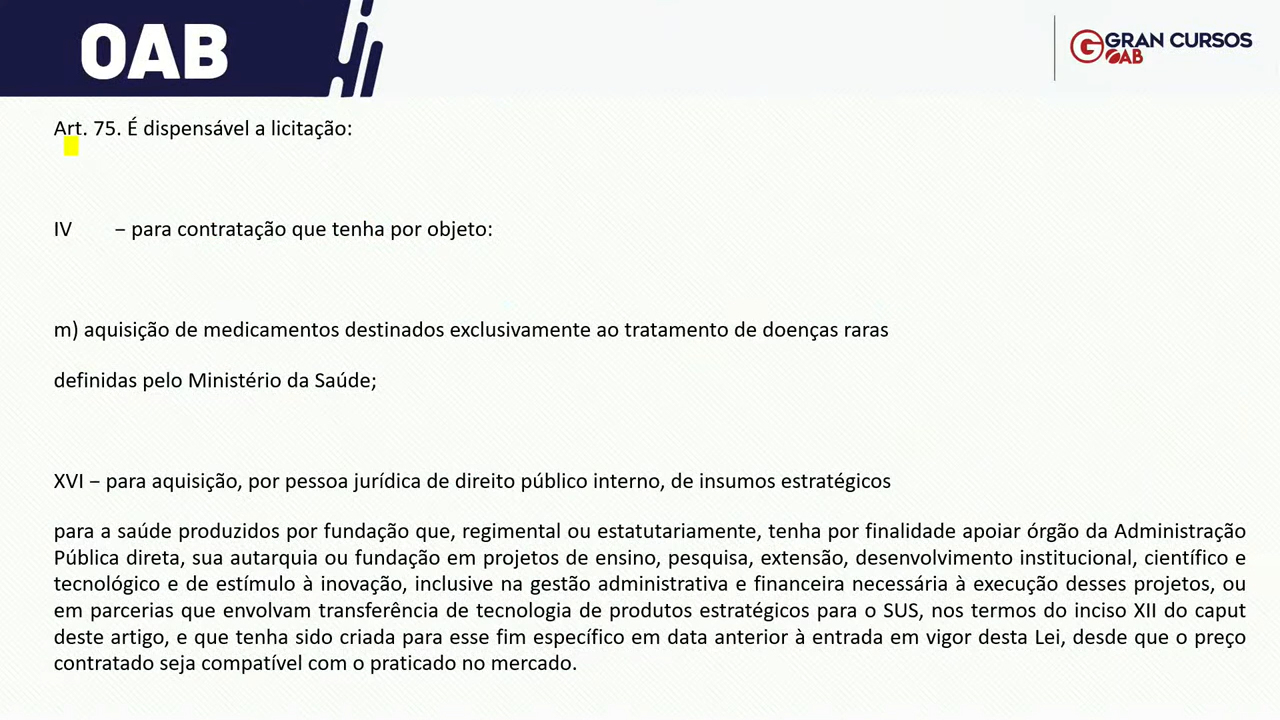 OAB
GRAN CURSOS
OAB
Art. 75. É dispensável a licitação:
IV – para contratação que tenha por objeto:
m) aquisição de medicamentos destinados exclusivamente ao tratamento de doenças raras
definidas pelo Ministério da Saúde;
XVI – para aquisição, por pessoa jurídica de direito público interno, de insumos estratégicos
para a saúde produzidos por fundação que, regimental ou estatutariamente, tenha por finalidade apoiar órgão da Administração
Pública direta, sua autarquia ou fundação em projetos de ensino, pesquisa, extensão, desenvolvimento institucional, científico e
tecnológico e de estímulo à inovação, inclusive na gestão administrativa e financeira necessária à execução desses projetos, ou
em parcerias que envolvam transferência de tecnologia de produtos estratégicos para o SUS, nos termos do inciso XII do caput
deste artigo, e que tenha sido criada para esse fim específico em data anterior à entrada em vigor desta Lei, desde que o preço
contratado seja compatível com o praticado no mercado.